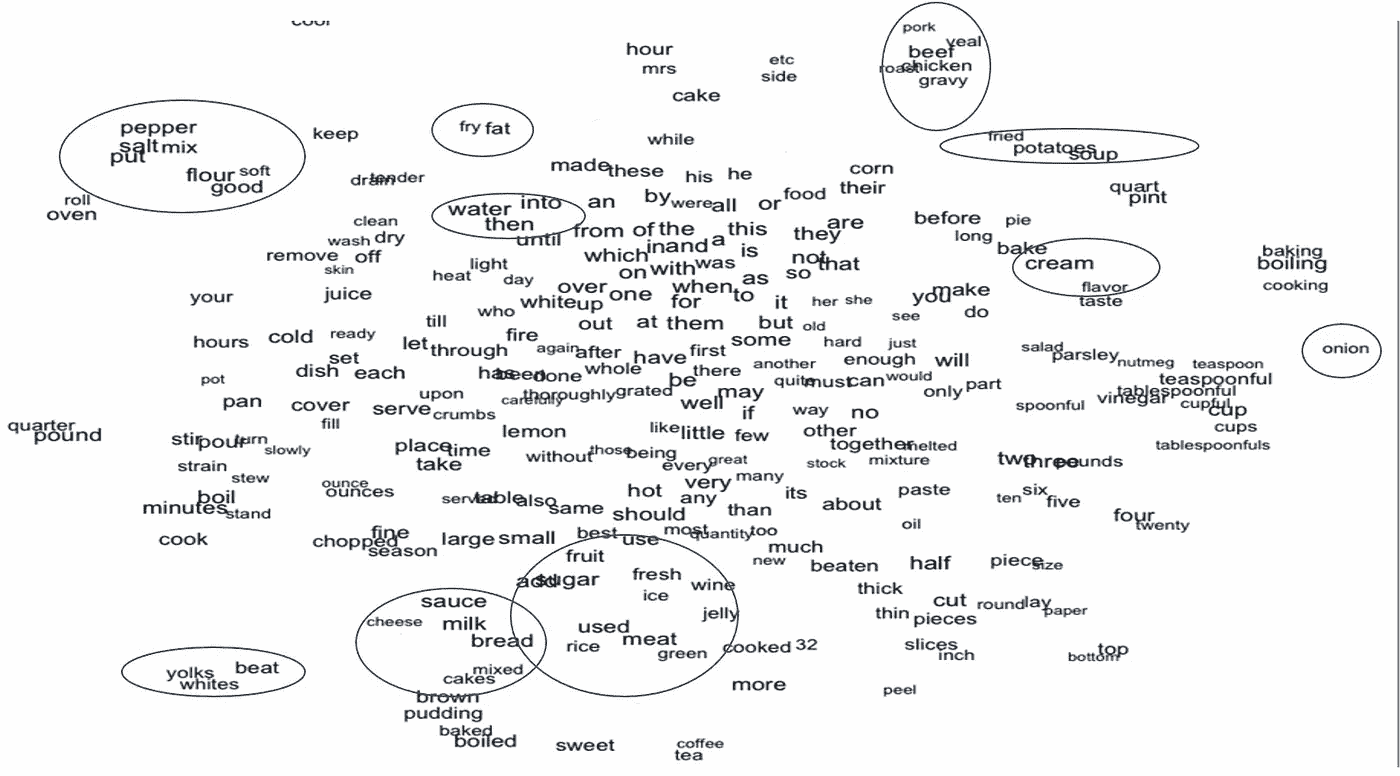 cool
pork
veal
beef
roast chicken
gravy
hour
mrs
etc
side
cake
pepper
salt mix
put
flour soft
good
keep
fry fat
while
fried
potatoes
soup
made these his he
corn
drain tender
roll
oven
water into
then
an by were all or food their
quart
pint
clean
wash dry
remove off
skin
until from of the a this they are
before pie
long
bake
which in and was is not that
light
heat day
on with as so
cream
flavor
taste
baking
boiling
cooking
your juice
over one when to
white up for it her she
you make
see do
who
till
out at them but old
hours cold ready
let through fire
again after have first some hard just
salad parsley nutmeg teaspoon
onion
set
dish each
has been done whole there another enough will
be quite must can would
teaspoonful
tablespoonful
pot
pan cover
fill
upon carefully thoroughly grated
may only part
vinegar cupful
cup
cups
serve crumbs
well if way no
spoonful
quarter
pound
stir pour turn
slowly
lemon like little few other
together melted
tablespoonfuls
place time
take
without those being
every great
stock mixture
two three pounds
strain
stew
ounce
ounces
very many
boil
minutes stand
served table also
same
hot any its
should than about
paste
ten six five
four
twenty
cook
chopped fine
season
large small best use most quantity too
oil
much
new
beaten half piece size
fruit
add sugar fresh
ice wine
jelly
thick
cut round lay
paper
thin pieces
sauce
cheese milk
bread
used
rice meat
green
cooked 32
slices
inch
top
bottom
yolks beat
whites
mixed
cakes
brown
pudding
baked
boiled
more
peel
sweet
coffee
tea